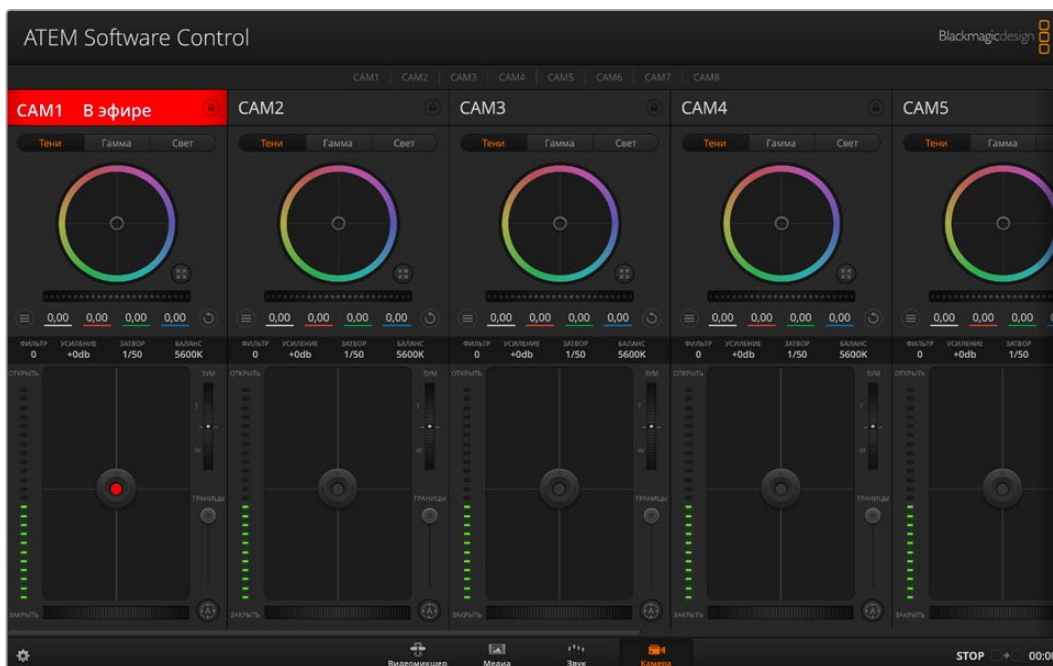 ATEM Software Control
Blackmagicdesign
CAM1 CAM2 CAM3 CAM4 CAM5 CAM6 CAM7 CAM8
CAM1 В эфире CAM2 CAM3 CAM4 CAM5
Тени Гамма Свет Тени Гамма Свет Тени Гамма Свет Тени Гамма Свет Тени Гамма
0,00 0,00 0,00 0,00 0,00 0,00 0,00 0,00 0,00 0,00 0,00 0,00 0,00 0,00 0,00 0,00 0,00 0,00 0,00
ФИЛЬТР УСИЛЕНИЕ ЗАТВОР БАЛАНС ФИЛЬТР УСИЛЕНИЕ ЗАТВОР БАЛАНС ФИЛЬТР УСИЛЕНИЕ ЗАТВОР БАЛАНС ФИЛЬТР УСИЛЕНИЕ ЗАТВОР БАЛАНС ФИЛЬТР УСИЛЕНИЕ ЗАТВОР
0 +0db 1/50 5600K 0 +0db 1/50 5600K 0 +0db 1/50 5600K 0 +0db 1/50 5600K 0 +0db 1/50
ОТКРЫТЬ ЗУМ ОТКРЫТЬ ЗУМ ОТКРЫТЬ ЗУМ ОТКРЫТЬ ЗУМ ОТКРЫТЬ
T T T T
W W W W
ГРАНИЦЫ ГРАНИЦЫ ГРАНИЦЫ ГРАНИЦЫ
ЗАКРЫТЬ A ЗАКРЫТЬ A ЗАКРЫТЬ A ЗАКРЫТЬ A ЗАКРЫТЬ
Видеомикшер Медиа Звук Камера
STOP